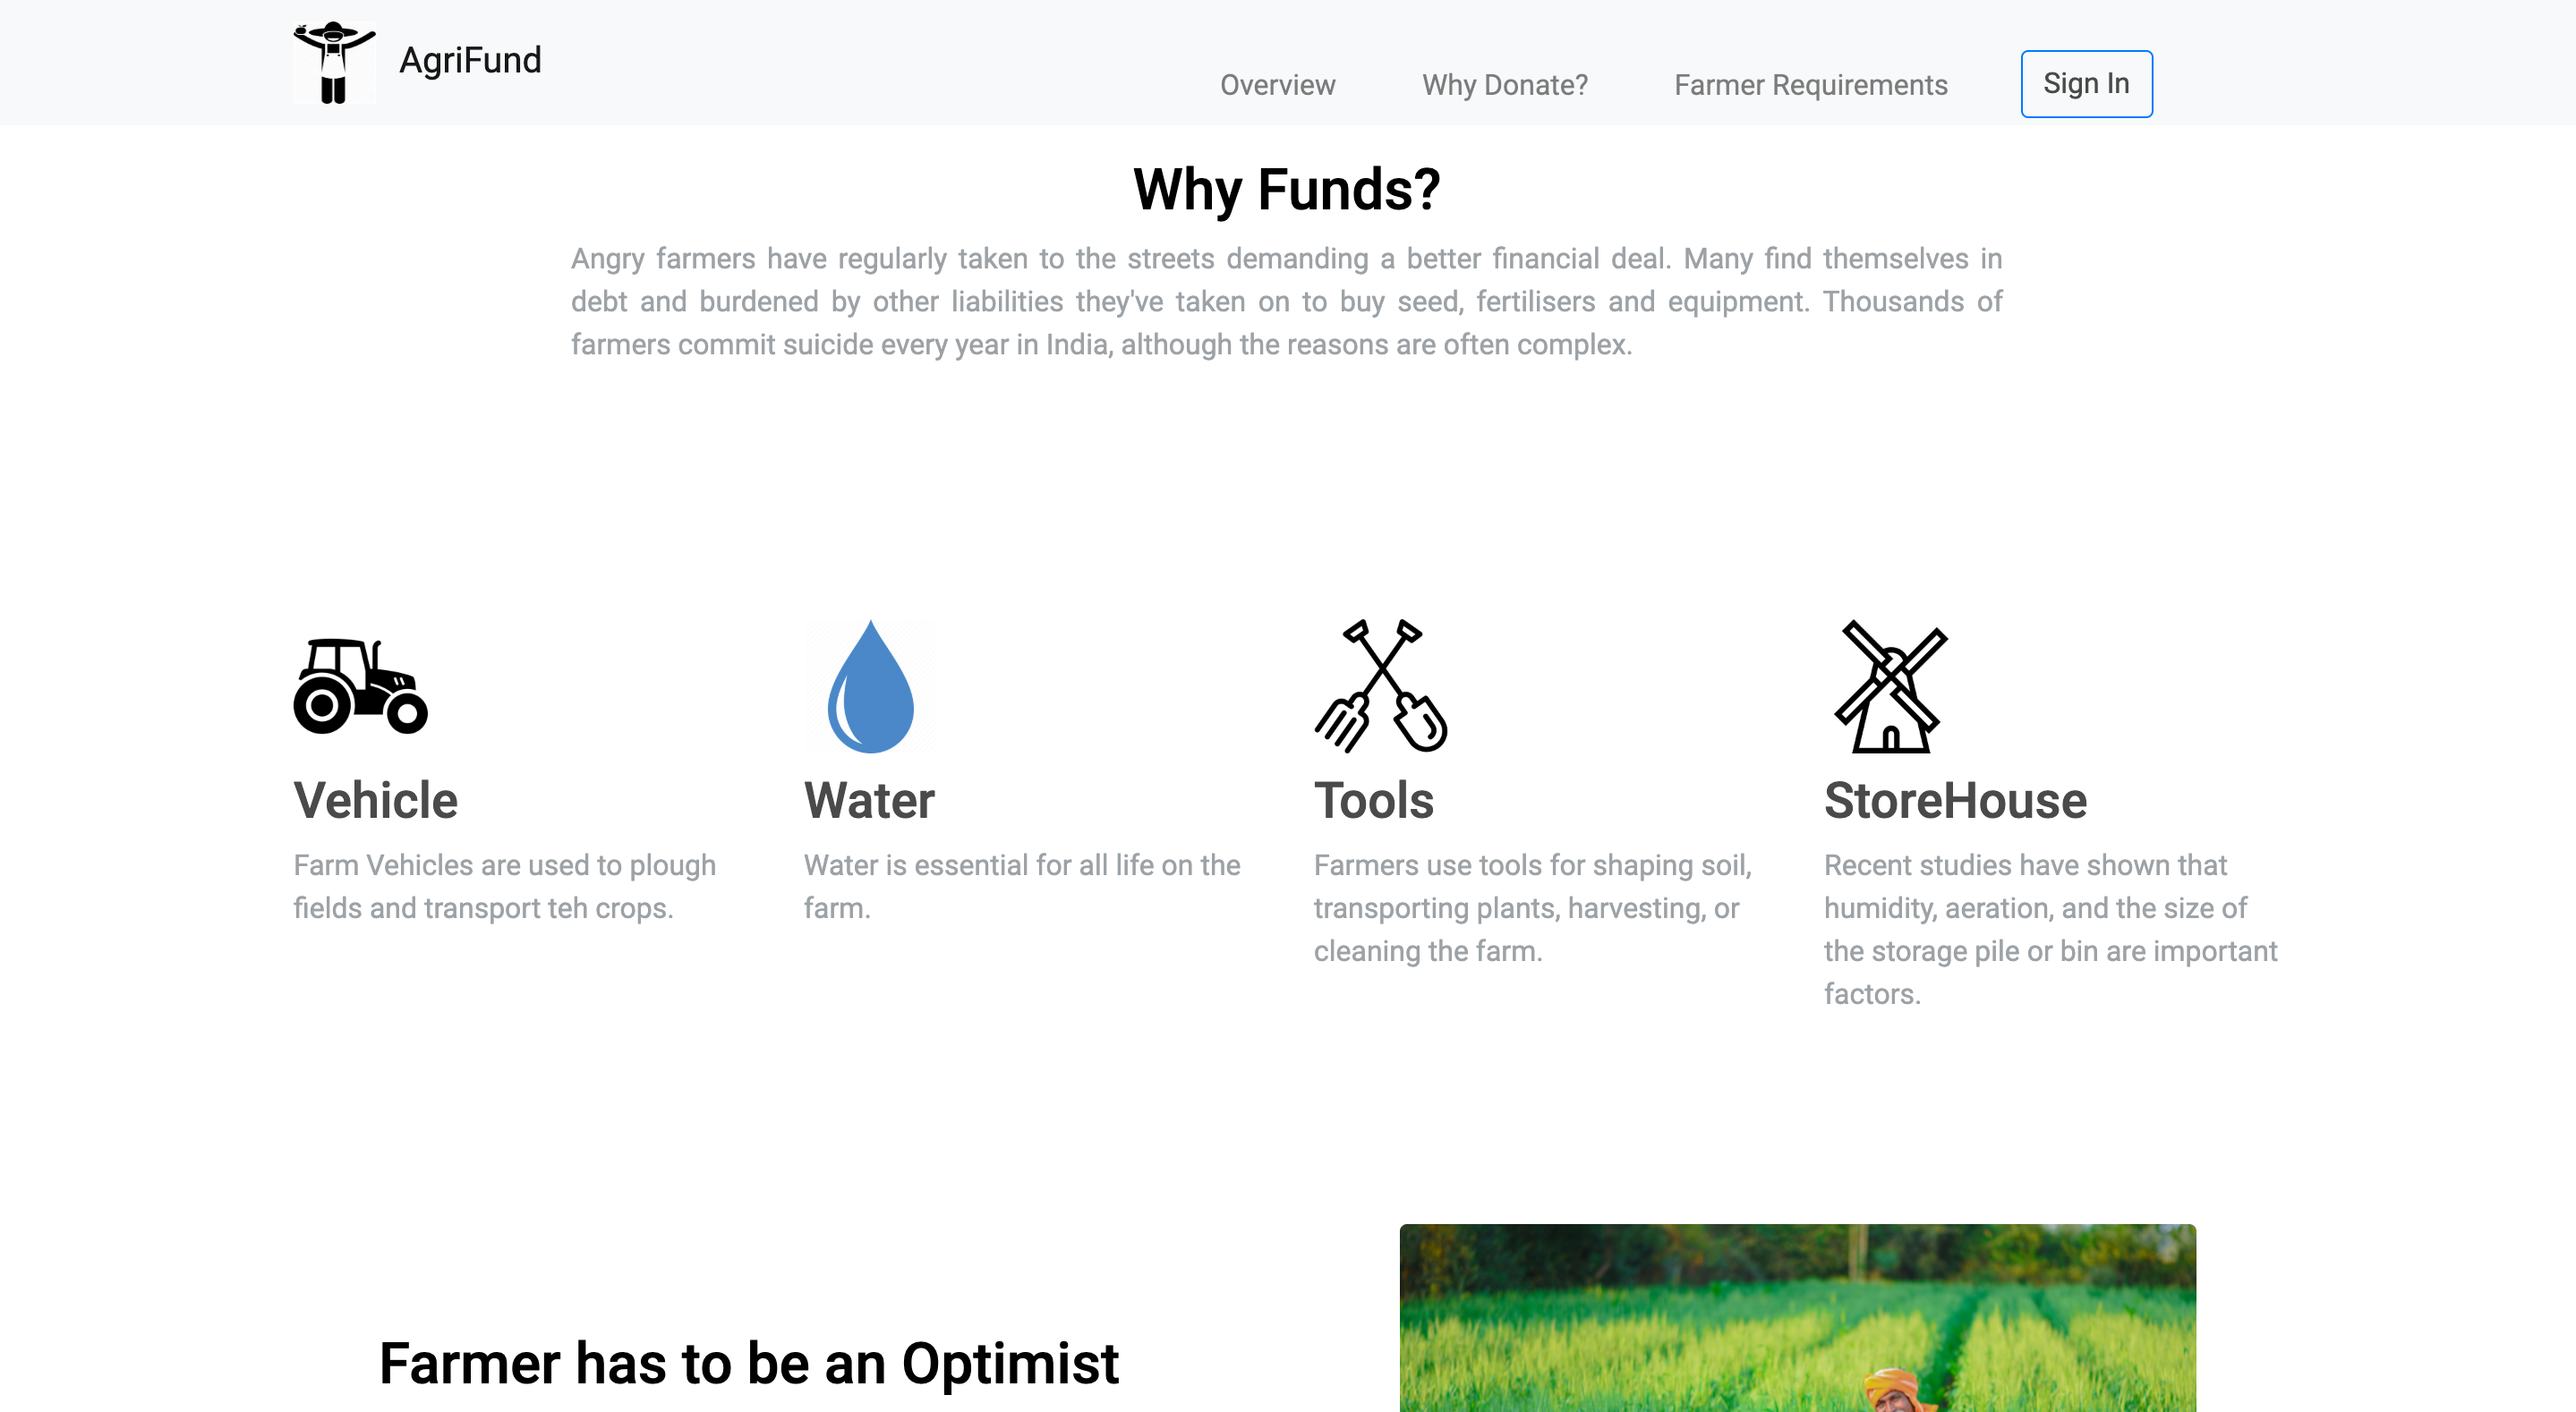 AgriFund
Overview
Why Donate?
Farmer Requirements
Sign In
Why Funds?
Angry farmers have regularly taken to the streets demanding a better financial deal. Many find themselves in
debt and burdened by other liabilities they've taken on to buy seed, fertilisers and equipment. Thousands of
farmers commit suicide every year in India, although the reasons are often complex.
Vehicle
Farm Vehicles are used to plough
fields and transport teh crops.
Water
Water is essential for all life on the
farm.
Tools
Farmers use tools for shaping soil,
transporting plants, harvesting, or
cleaning the farm.
StoreHouse
Recent studies have shown that
humidity, aeration, and the size of
the storage pile or bin are important
factors.
Farmer has to be an Optimist